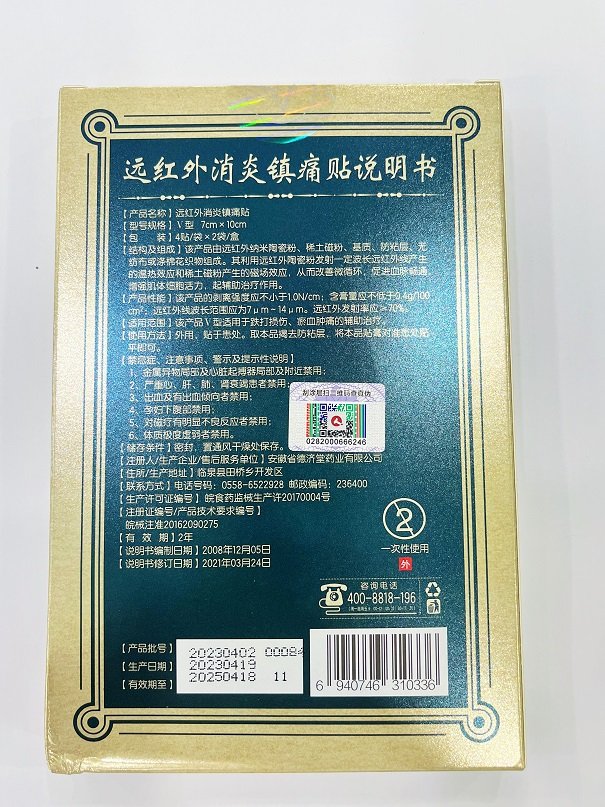 远红外消炎镇痛贴说明书
【产品名称】远红外消炎镇痛贴
【型号规格】V型 7cm×10cm
【包 装】4贴/袋×2袋/盒
【结构及组成】该产品由远红外纳米陶瓷粉、稀土磁粉、基质、防粘层、无
纺布或涤棉花织物组成。其利用远红外陶瓷粉发射一定波长远红外线产生
的温热效应和稀土磁粉产生的磁场效应，从而改善微循环，促进血脉畅通，
增强肌体细胞活力，起辅助治疗作用。
【产品性能】该产品的剥离强度应不小于1.0N/cm；含膏量应不低于0.4g/100
cm²；远红外线波长范围应为7μm~14μm。远红外发射率应≥70%。
【适用范围】该产品V型适用于跌打损伤、瘀血肿痛的辅助治疗。
【使用方法】外用、贴于患处。取本品揭去防粘层，将本品贴膏对准患处贴
平即可。
【禁忌症、注意事项、警示及提示性说明】
1、金属异物局部及心脏起搏器局部及附近禁用；
2、严重心、肝、肺、肾衰竭患者禁用；
3、出血及有出血倾向者禁用；
4、孕妇下腹部禁用；
5、对磁疗有明显不良反应者禁用；
6、体质极度虚弱者禁用。
刮涂层扫二维码查真伪
0282000666246
【储存条件】密封，置通风干燥处保存。
【注册人/生产企业/售后服务单位】安徽省德济堂药业有限公司
【住所/生产地址】临泉县田桥乡开发区
【联系方式】电话号码：0558-6522928 邮政编码：236400
【生产许可证编号】皖食药监械生产许20170004号
【注册证编号/产品技术要求编号】
皖械注准20162090275
【有 效 期】2年
【说明书编制日期】2008年12月05日
【说明书修订日期】2021年03月24日
2
一次性使用
外
咨询电话
400-8818-196
【产品批号】 20230402 00084
【生产日期】 20230419
【有效期至】 20250418 11
6 940746 310336